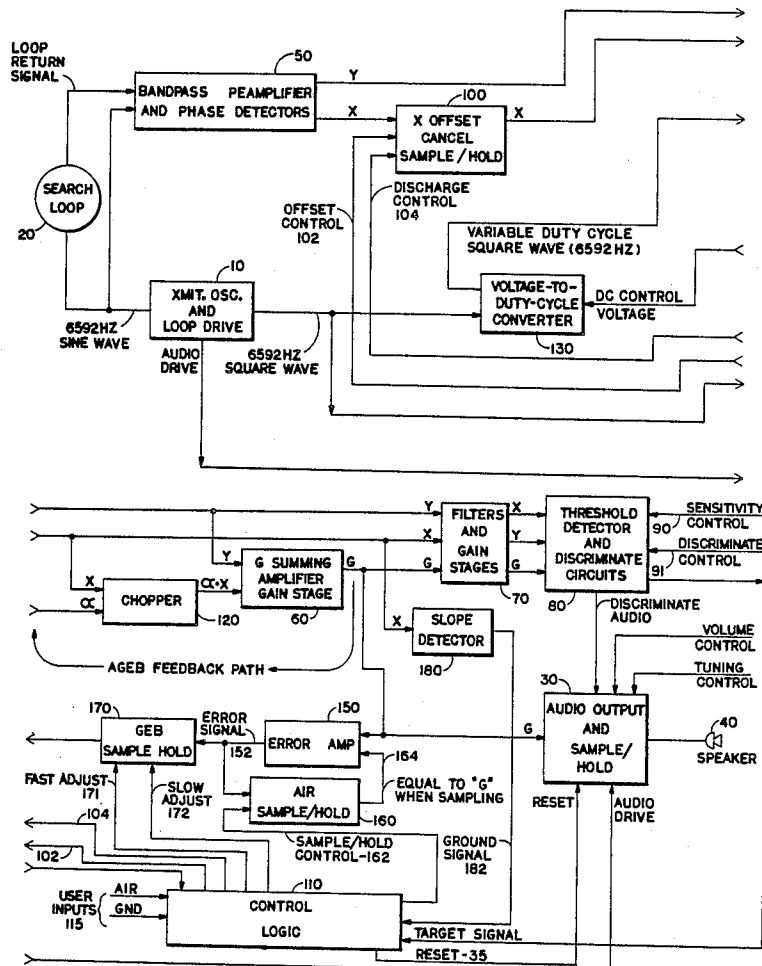 LOOP
RETURN
SIGNAL
50
BANDPASS PEAMPLIFIER
AND PHASE DETECTORS
Y
X
100
X OFFSET
CANCEL
SAMPLE/HOLD
X
SEARCH
LOOP
20
OFFSET
CONTROL
102
DISCHARGE
CONTROL
104
VARIABLE DUTY CYCLE
SQUARE WAVE (6592HZ)
10
XMIT. OSC.
AND
LOOP DRIVE
6592HZ
SINE WAVE
AUDIO
DRIVE
6592HZ
SQUARE WAVE
VOLTAGE-TO-
DUTY-CYCLE
CONVERTER
130
DC CONTROL
VOLTAGE
Y
X
Y
X
G
FILTERS
AND
GAIN
STAGES
70
X
Y
G
THRESHOLD
DETECTOR
AND
DISCRIMINATE
CIRCUITS
80
SENSITIVITY
90 CONTROL
DISCRIMINATE
91 CONTROL
X
∝
CHOPPER
120
∝•X
G SUMMING
AMPLIFIER
GAIN STAGE
60
G
X
SLOPE
DETECTOR
180
DISCRIMINATE
AUDIO
VOLUME
CONTROL
TUNING
CONTROL
AGEB FEEDBACK PATH
170
GEB
SAMPLE HOLD
ERROR
SIGNAL
152
150
ERROR AMP
164
G
30
AUDIO OUTPUT
AND
SAMPLE/
HOLD
40
SPEAKER
FAST ADJUST
171
SLOW
ADJUST
172
AIR
SAMPLE/HOLD
160
EQUAL TO "G"
WHEN SAMPLING
RESET
AUDIO
DRIVE
104
102
SAMPLE/HOLD
CONTROL-162
GROUND
SIGNAL
182
USER
INPUTS
115
AIR
GND
110
CONTROL
LOGIC
TARGET SIGNAL
RESET-35